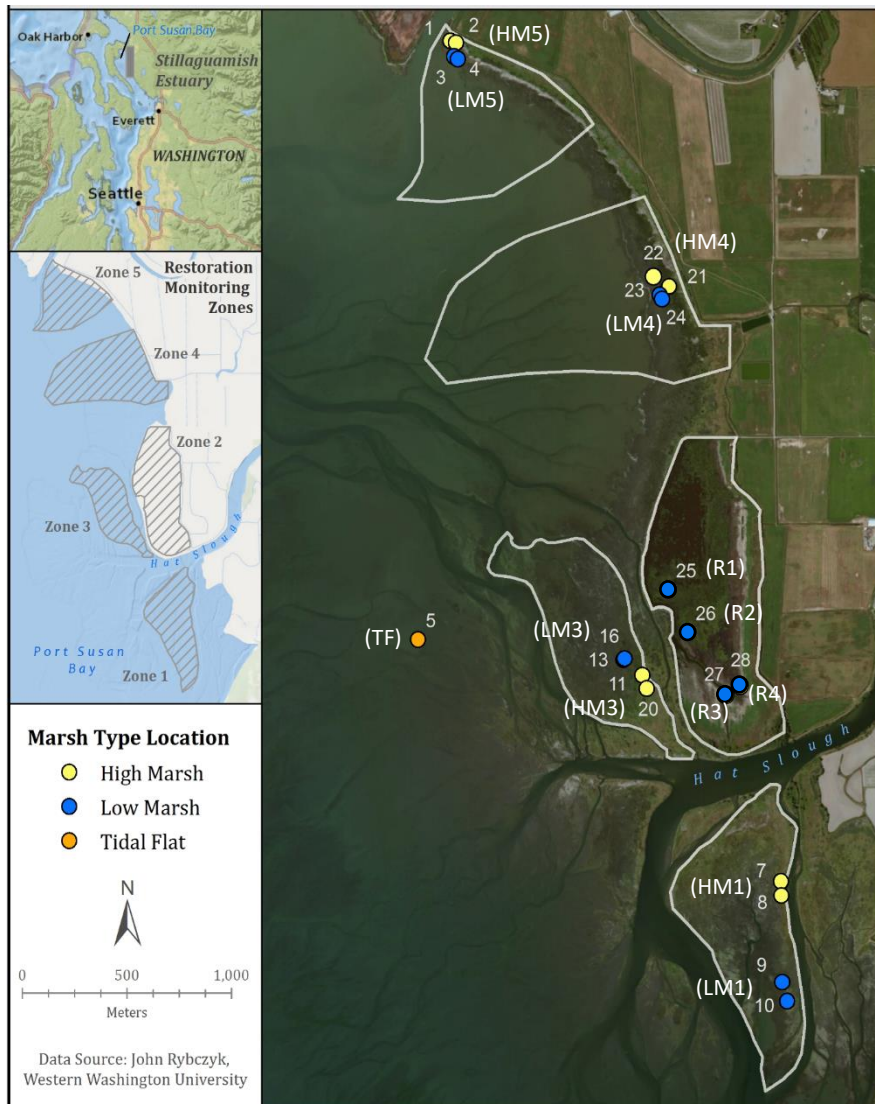 Oak Harbor
Port Susan Bay
Stillaguamish
Estuary
Everett
WASHINGTON
Seattle
Zone 5
Restoration
Monitoring
Zones
Zone 4
Zone 2
Zone 3
Hat Slough
Port Susan
Bay
Zone 1
Marsh Type Location
High Marsh
Low Marsh
Tidal Flat
N
0 500 1,000
Meters
Data Source: John Rybczyk,
Western Washington University
1 2 (HM5)
3 4
(LM5)
(HM4)
22 21
23
(LM4) 24
25 (R1)
26 (R2)
5
(TF)
(LM3) 16
13
11
(HM3) 20
27 28
(R3) (R4)
Hat Slough
7
(HM1) 8
9
(LM1) 10